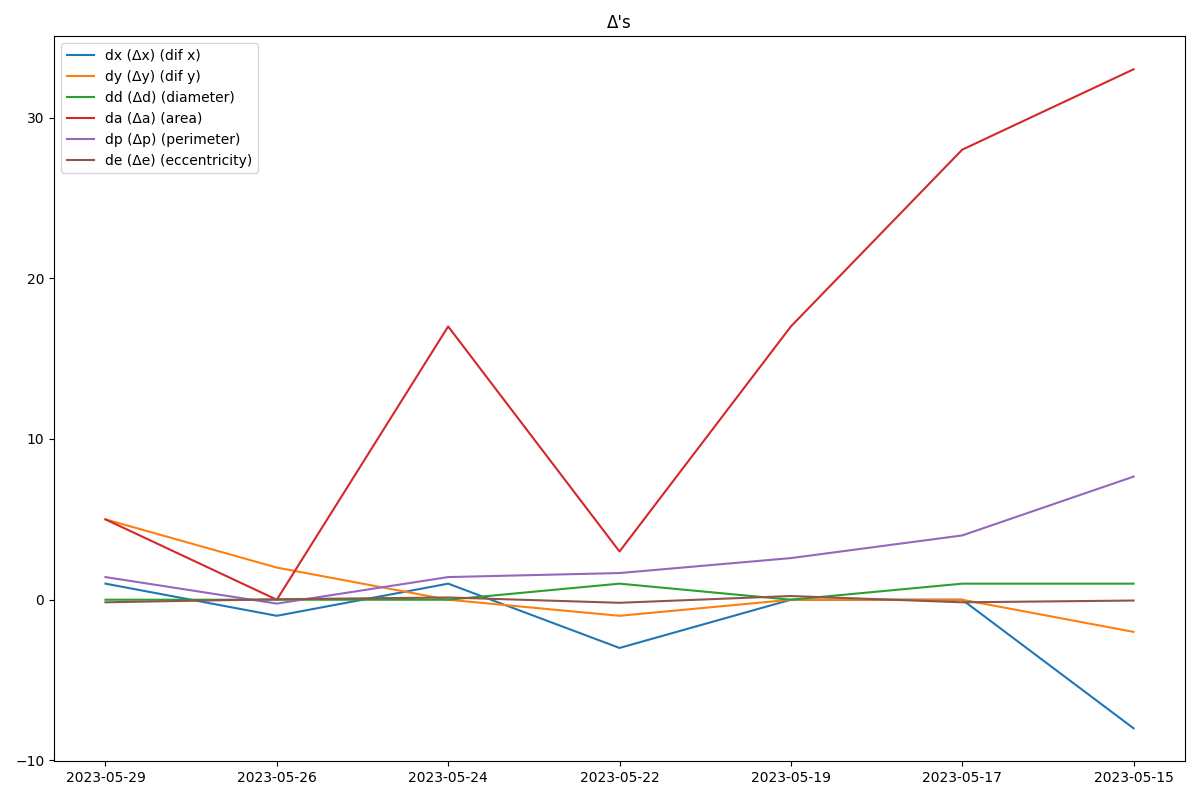 Δ's
dx (Δx) (dif x)
dy (Δy) (dif y)
dd (Δd) (diameter)
da (Δa) (area)
dp (Δp) (perimeter)
de (Δe) (eccentricity)
30
20
10
0
−10
2023-05-29 2023-05-26 2023-05-24 2023-05-22 2023-05-19 2023-05-17 2023-05-15